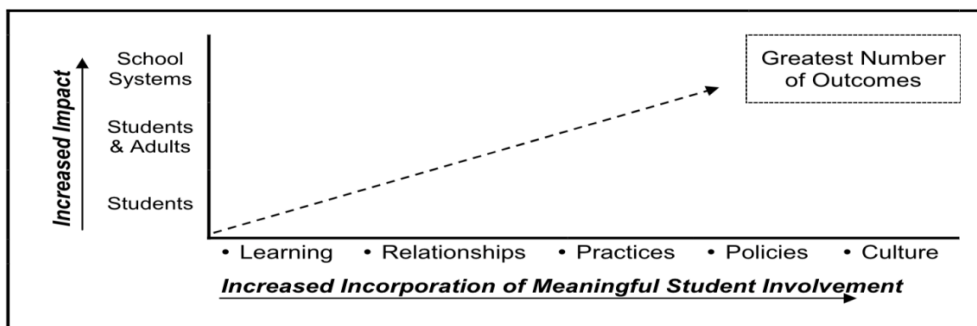 Increased Impact
School
Systems
Students
& Adults
Students
Greatest Number
of Outcomes
• Learning • Relationships • Practices • Policies • Culture
Increased Incorporation of Meaningful Student Involvement